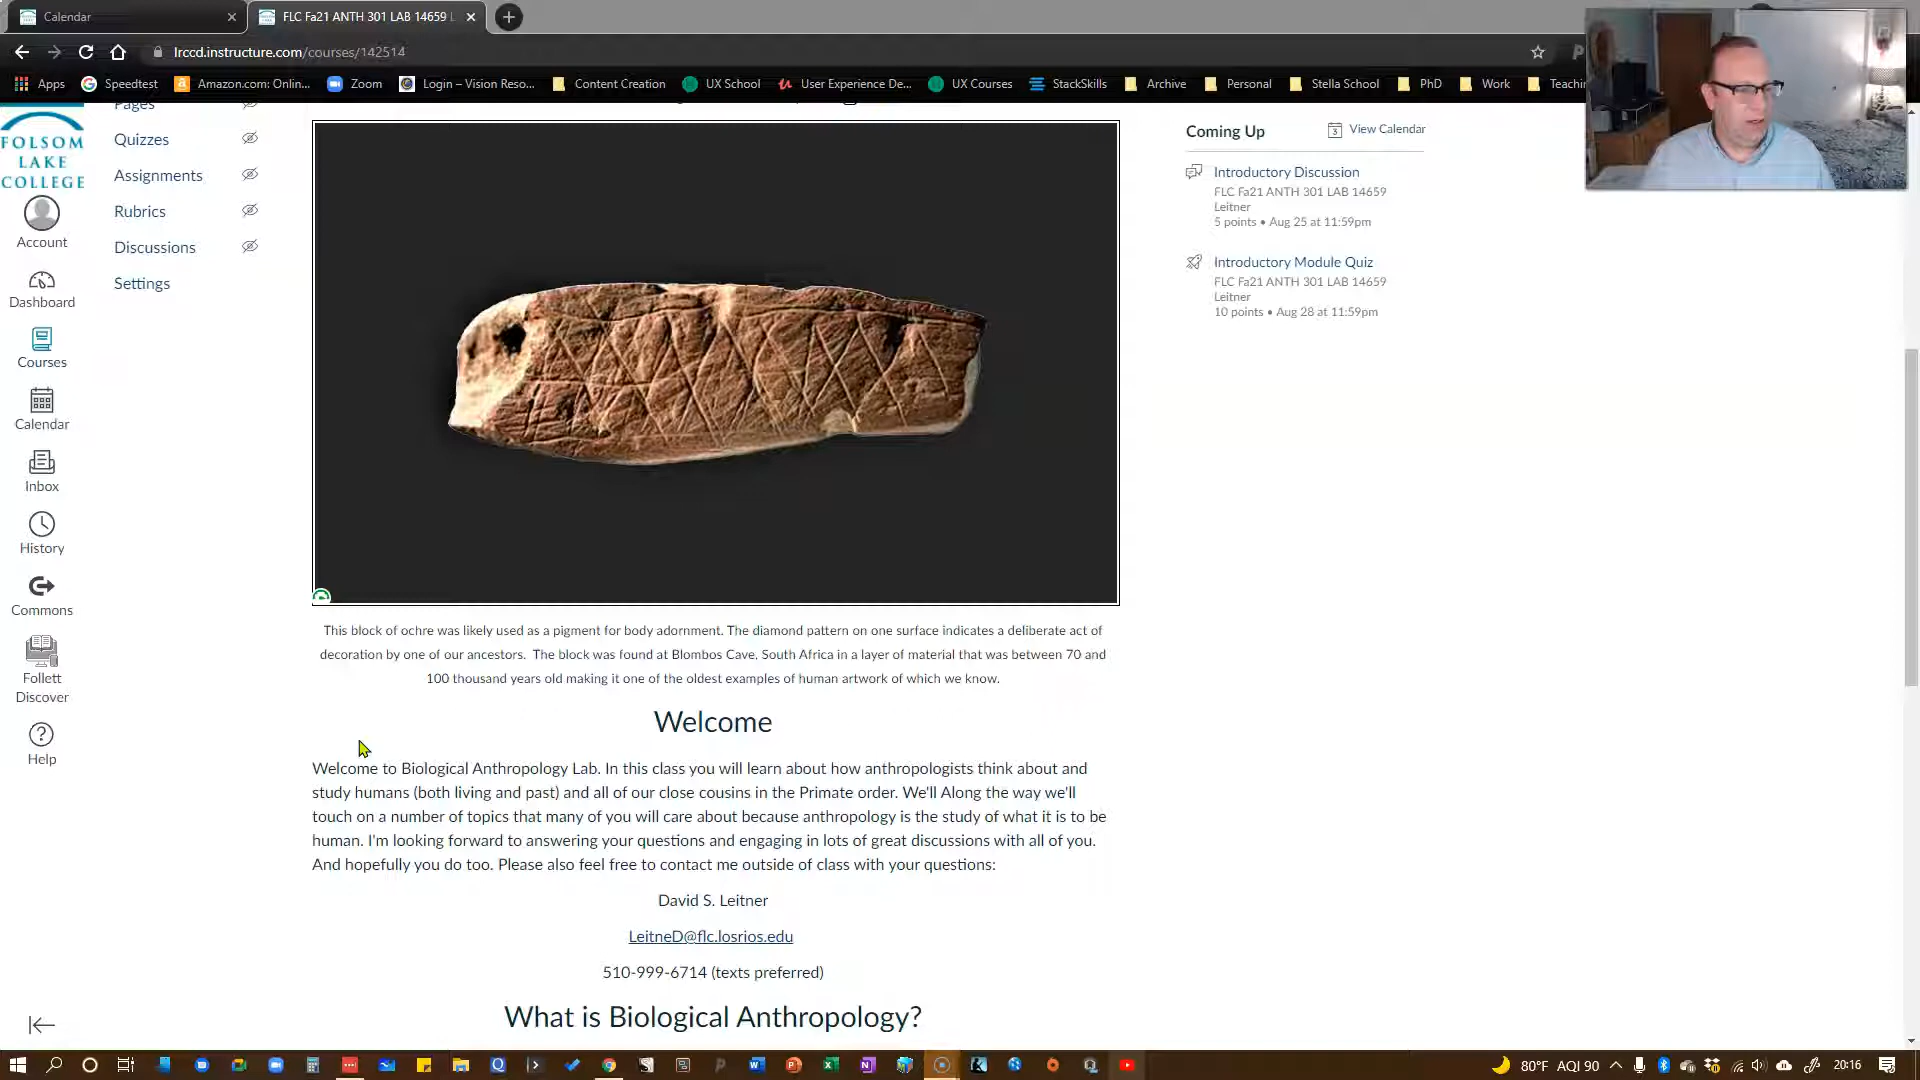 Calendar
FLC Fa21 ANTH 301 LAB 14659 L
lrccd.instructure.com/courses/142514
Apps
Speedtest
Amazon.com: Onlin...
Zoom
Login – Vision Reso...
Content Creation
UX School
User Experience De...
UX Courses
StackSkills
Archive
Personal
Stella School
PhD
Work
Teachi
FOLSOM
LAKE
COLLEGE
Account
Dashboard
Courses
Calendar
Inbox
History
Commons
Follett
Discover
Help
Pages
Quizzes
Assignments
Rubrics
Discussions
Settings
This block of ochre was likely used as a pigment for body adornment. The diamond pattern on one surface indicates a deliberate act of
decoration by one of our ancestors. The block was found at Blombos Cave, South Africa in a layer of material that was between 70 and
100 thousand years old making it one of the oldest examples of human artwork of which we know.
Welcome
Welcome to Biological Anthropology Lab. In this class you will learn about how anthropologists think about and
study humans (both living and past) and all of our close cousins in the Primate order. We'll Along the way we'll
touch on a number of topics that many of you will care about because anthropology is the study of what it is to be
human. I'm looking forward to answering your questions and engaging in lots of great discussions with all of you.
And hopefully you do too. Please also feel free to contact me outside of class with your questions:
David S. Leitner
LeitneD@flc.losrios.edu
510-999-6714 (texts preferred)
What is Biological Anthropology?
Coming Up
View Calendar
Introductory Discussion
FLC Fa21 ANTH 301 LAB 14659
Leitner
5 points • Aug 25 at 11:59pm
Introductory Module Quiz
FLC Fa21 ANTH 301 LAB 14659
Leitner
10 points • Aug 28 at 11:59pm
80°F AQI 90
20:16